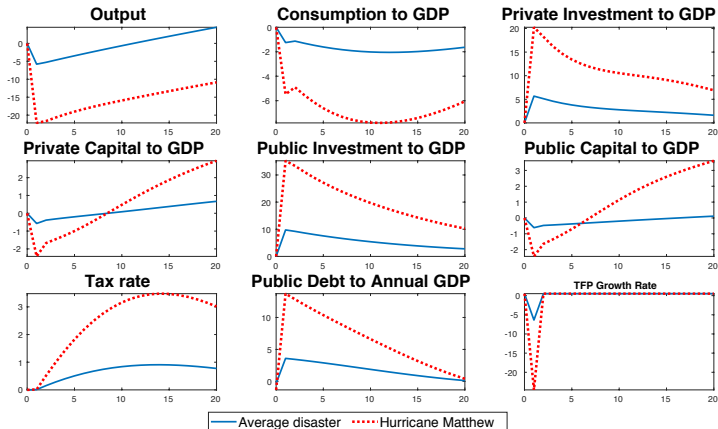 Output
Consumption to GDP
Private Investment to GDP
0
-5
-10
-15
-20
0 5 10 15 20
0
-2
-4
-6
0 5 10 15 20
20
15
10
5
0
0 5 10 15 20
Private Capital to GDP
Public Investment to GDP
Public Capital to GDP
2
1
0
-1
-2
0 5 10 15 20
30
20
10
0
0 5 10 15 20
3
2
1
0
-1
-2
0 5 10 15 20
Tax rate
Public Debt to Annual GDP
TFP Growth Rate
3
2
1
0
0 5 10 15 20
10
5
0
0 5 10 15 20
0
-5
-10
-15
-20
0 5 10 15 20
Average disaster Hurricane Matthew